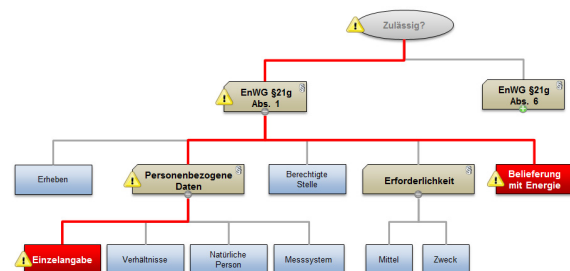 Zulässig?
EnWG §21g
Abs. 1
EnWG §21g
Abs. 6
Erheben
Personenbezogene
Daten
Berechtigte
Stelle
Erforderlichkeit
Belieferung
mit Energie
Einzelangabe
Verhältnisse
Natürliche
Person
Messsystem
Mittel
Zweck